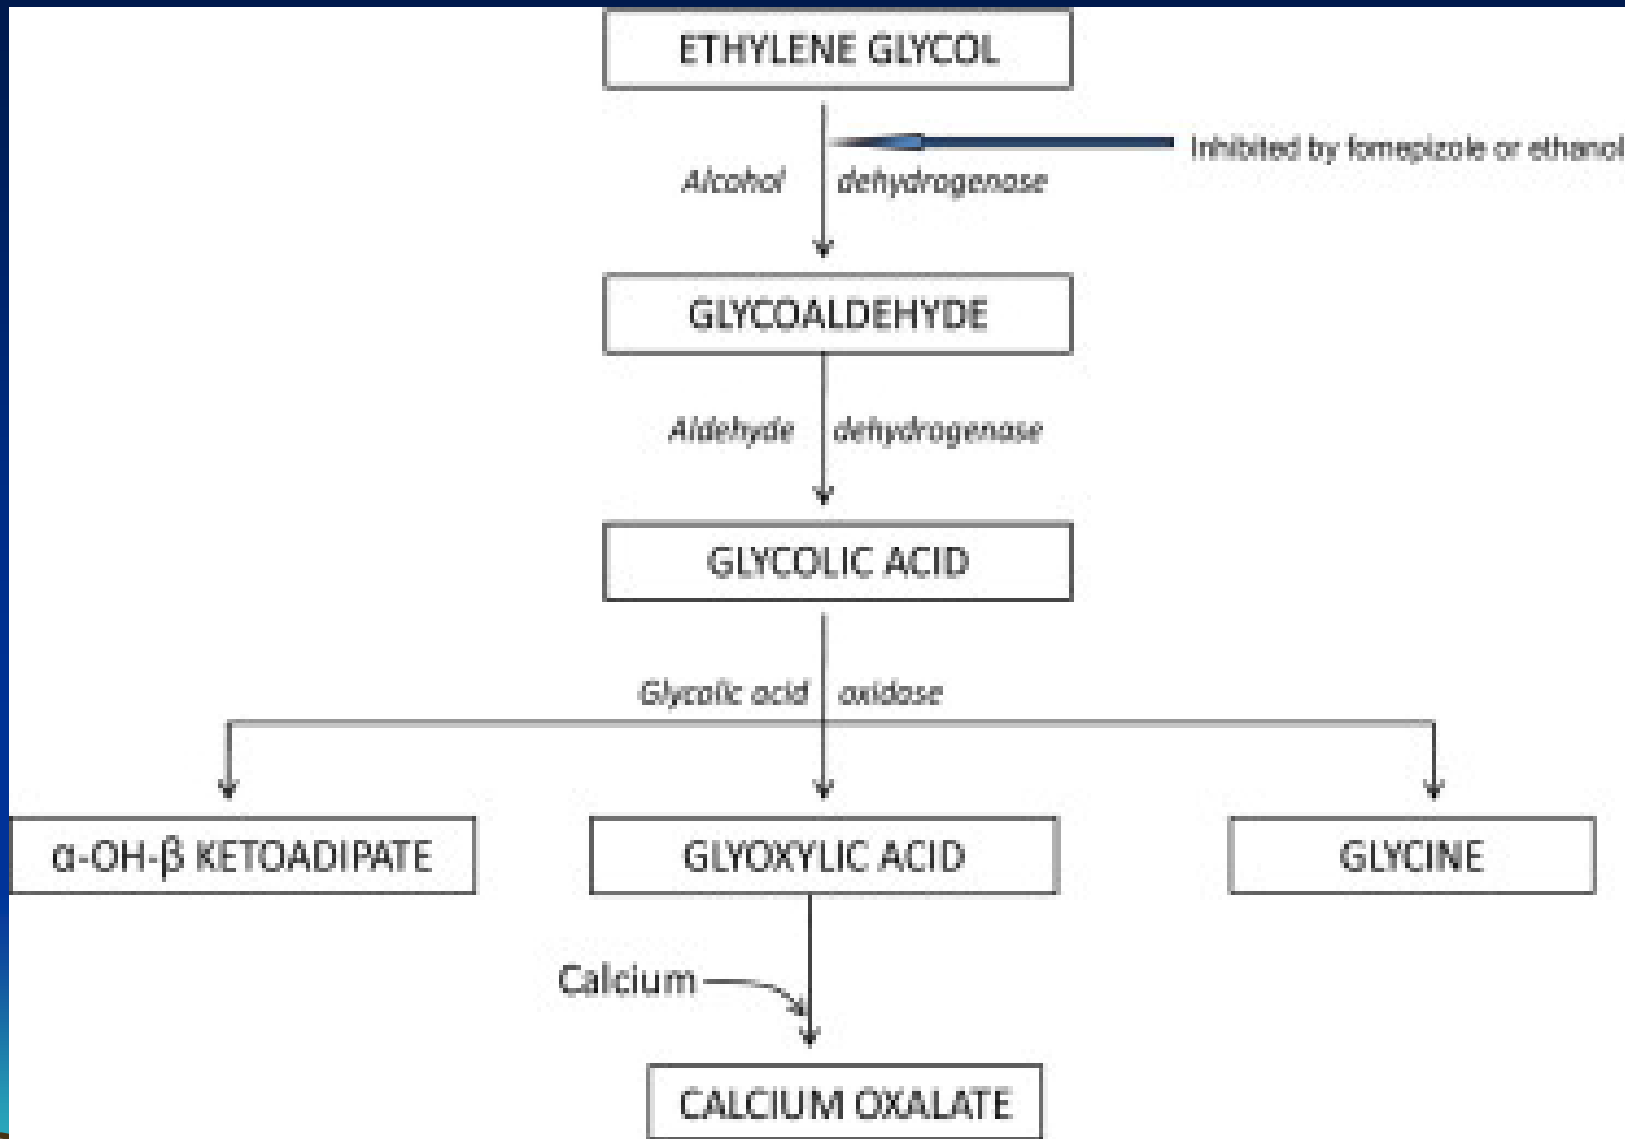 ETHYLENE GLYCOL
Inhibited by fomepizole or ethanol
Alcohol dehydrogenase
GLYCOALDEHYDE
Aldehyde dehydrogenase
GLYCOLIC ACID
Glycolic acid oxidase
α-OH-β KETOADIPATE
GLYOXYLIC ACID
GLYCINE
Calcium
CALCIUM OXALATE